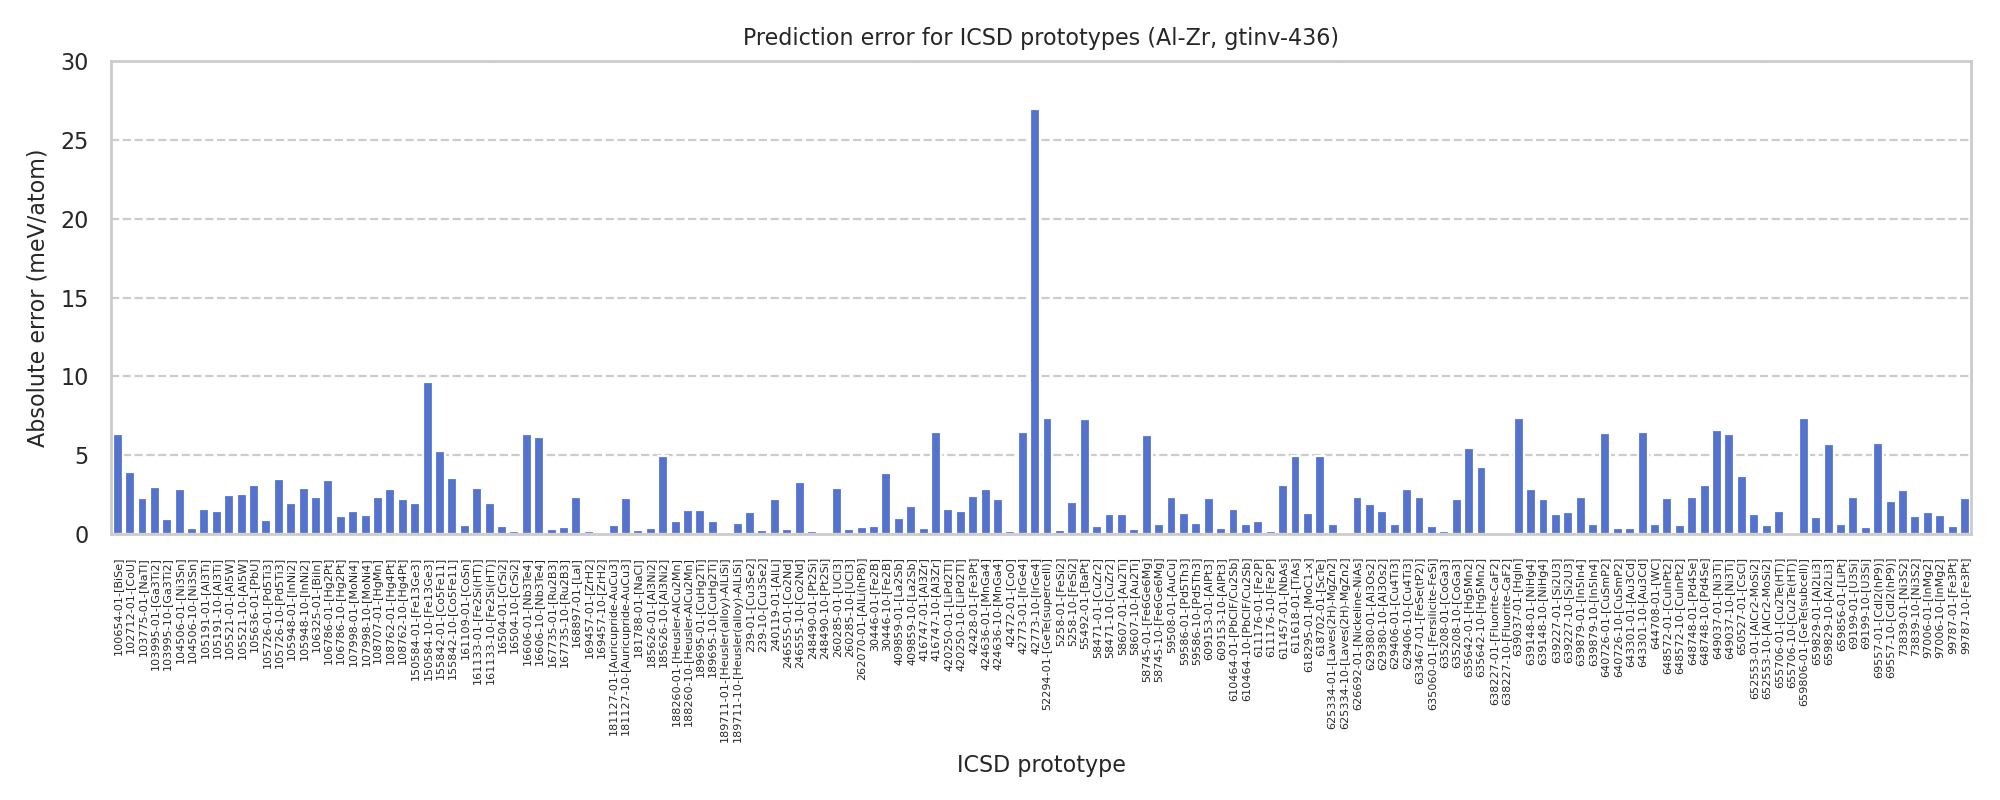 Prediction error for ICSD prototypes (Al-Zr, gtinv-436)
Absolute error (meV/atom)
30
25
20
15
10
5
0
100654-01-[BiSe]
102712-01-[CoU]
103775-01-[NaTl]
103995-01-[Ga3Ti2]
103995-10-[Ga3Ti2]
104506-01-[Ni3Sn]
104506-10-[Ni3Sn]
105191-01-[Al3Ti]
105191-10-[Al3Ti]
105521-01-[Al5W]
105521-10-[Al5W]
105636-01-[PbU]
105726-01-[Pd5Ti3]
105726-10-[Pd5Ti3]
105948-01-[InNi2]
105948-10-[InNi2]
106325-01-[BiIn]
106786-01-[Hg2Pt]
106786-10-[Hg2Pt]
107998-01-[MoNi4]
107998-10-[MoNi4]
108707-01-[HgMn]
108762-01-[Hg4Pt]
108762-10-[Hg4Pt]
150584-01-[Fe13Ge3]
150584-10-[Fe13Ge3]
155842-01-[Co5Fe11]
155842-10-[Co5Fe11]
161109-01-[CoSn]
161133-01-[Fe2Si(HT)]
161133-10-[Fe2Si(HT)]
16504-01-[CrSi2]
16504-10-[CrSi2]
16606-01-[Nb3Te4]
16606-10-[Nb3Te4]
167735-01-[Ru2B3]
167735-10-[Ru2B3]
168897-01-[LaI]
169457-01-[ZrH2]
169457-10-[ZrH2]
181127-01-[Auricupride-AuCu3]
181127-10-[Auricupride-AuCu3]
181788-01-[NaCl]
185626-01-[Al3Ni2]
185626-10-[Al3Ni2]
188260-01-[Heusler-AlCu2Mn]
188260-10-[Heusler-AlCu2Mn]
189695-01-[CuHg2Ti]
189695-10-[CuHg2Ti]
189711-01-[Heusler(alloy)-AlLiSi]
189711-10-[Heusler(alloy)-AlLiSi]
239-01-[Cu3Se2]
239-10-[Cu3Se2]
240119-01-[AlLi]
246555-01-[Co2Nd]
246555-10-[Co2Nd]
248490-01-[Pt2Si]
248490-10-[Pt2Si]
260285-01-[UCl3]
260285-10-[UCl3]
262070-01-[AlLi(hP8)]
30446-01-[Fe2B]
30446-10-[Fe2B]
409859-01-[La2Sb]
409859-10-[La2Sb]
416747-01-[Al3Zr]
416747-10-[Al3Zr]
420250-01-[LiPd2Tl]
420250-10-[LiPd2Tl]
42428-01-[Fe3Pt]
424636-01-[MnGa4]
424636-10-[MnGa4]
42472-01-[CoO]
42773-01-[IrGe4]
42773-10-[IrGe4]
52294-01-[GeTe(supercell)]
5258-01-[FeSi2]
5258-10-[FeSi2]
55492-01-[BaPt]
58471-01-[CuZr2]
58471-10-[CuZr2]
58607-01-[Au2Ti]
58607-10-[Au2Ti]
58745-01-[Fe6Ge6Mg]
58745-10-[Fe6Ge6Mg]
59508-01-[AuCu]
59586-01-[Pd5Th3]
59586-10-[Pd5Th3]
609153-01-[AlPt3]
609153-10-[AlPt3]
610464-01-[PbClF/Cu2Sb]
610464-10-[PbClF/Cu2Sb]
611176-01-[Fe2P]
611176-10-[Fe2P]
611457-01-[NbAs]
611618-01-[TiAs]
618295-01-[MoC1-x]
618702-01-[ScTe]
625334-01-[Laves(2H)-MgZn2]
625334-10-[Laves(2H)-MgZn2]
626692-01-[Nickeline-NiAs]
629380-01-[Al3Os2]
629380-10-[Al3Os2]
629406-01-[Cu4Ti3]
629406-10-[Cu4Ti3]
633467-01-[FeSe(tP2)]
635060-01-[Fersilicite-FeSi]
635208-01-[CoGa3]
635208-10-[CoGa3]
635642-01-[Hg5Mn2]
635642-10-[Hg5Mn2]
638227-01-[Fluorite-CaF2]
638227-10-[Fluorite-CaF2]
639037-01-[HgIn]
639148-01-[NiHg4]
639148-10-[NiHg4]
639227-01-[Si2U3]
639227-10-[Si2U3]
639879-01-[In5In4]
639879-10-[In5In4]
640726-01-[CuSmP2]
640726-10-[CuSmP2]
643301-01-[Au3Cd]
643301-10-[Au3Cd]
644708-01-[WC]
648572-01-[CuInPt2]
648572-10-[CuInPt2]
648748-01-[Pd4Se]
648748-10-[Pd4Se]
649037-01-[Ni3Ti]
649037-10-[Ni3Ti]
650527-01-[CsCl]
652553-01-[AlCr2-MoSi2]
652553-10-[AlCr2-MoSi2]
655706-01-[Cu2Te(HT)]
655706-10-[Cu2Te(HT)]
659806-01-[GeTe(subcell)]
659829-01-[Al2Li3]
659829-10-[Al2Li3]
659856-01-[LiPt]
69199-01-[U3Si]
69199-10-[U3Si]
69557-01-[CdI2(hP9)]
69557-10-[CdI2(hP9)]
73839-01-[Ni3S2]
73839-10-[Ni3S2]
97006-01-[InMg2]
97006-10-[InMg2]
99787-01-[Fe3Pt]
99787-10-[Fe3Pt]
ICSD prototype